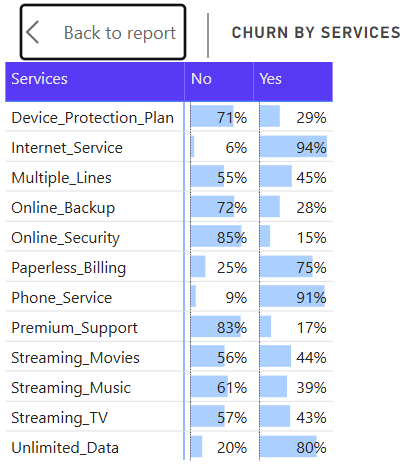 Back to report
CHURN BY SERVICES
Services No Yes
Device_Protection_Plan 71% 29%
Internet_Service 6% 94%
Multiple_Lines 55% 45%
Online_Backup 72% 28%
Online_Security 85% 15%
Paperless_Billing 25% 75%
Phone_Service 9% 91%
Premium_Support 83% 17%
Streaming_Movies 56% 44%
Streaming_Music 61% 39%
Streaming_TV 57% 43%
Unlimited_Data 20% 80%